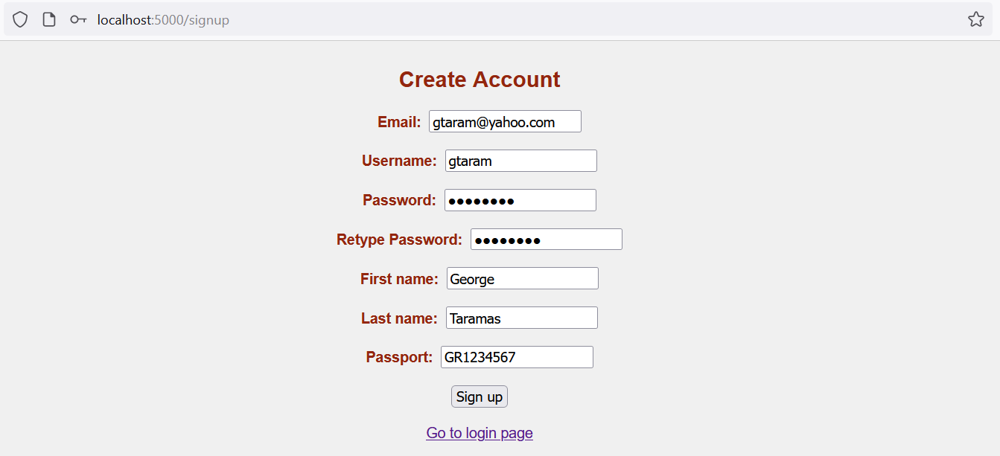 localhost:5000/signup
Create Account
Email: gtaram@yahoo.com
Username: gtaram
Password: ●●●●●●●●
Retype Password: ●●●●●●●●
First name: George
Last name: Taramas
Passport: GR1234567
Sign up
Go to login page